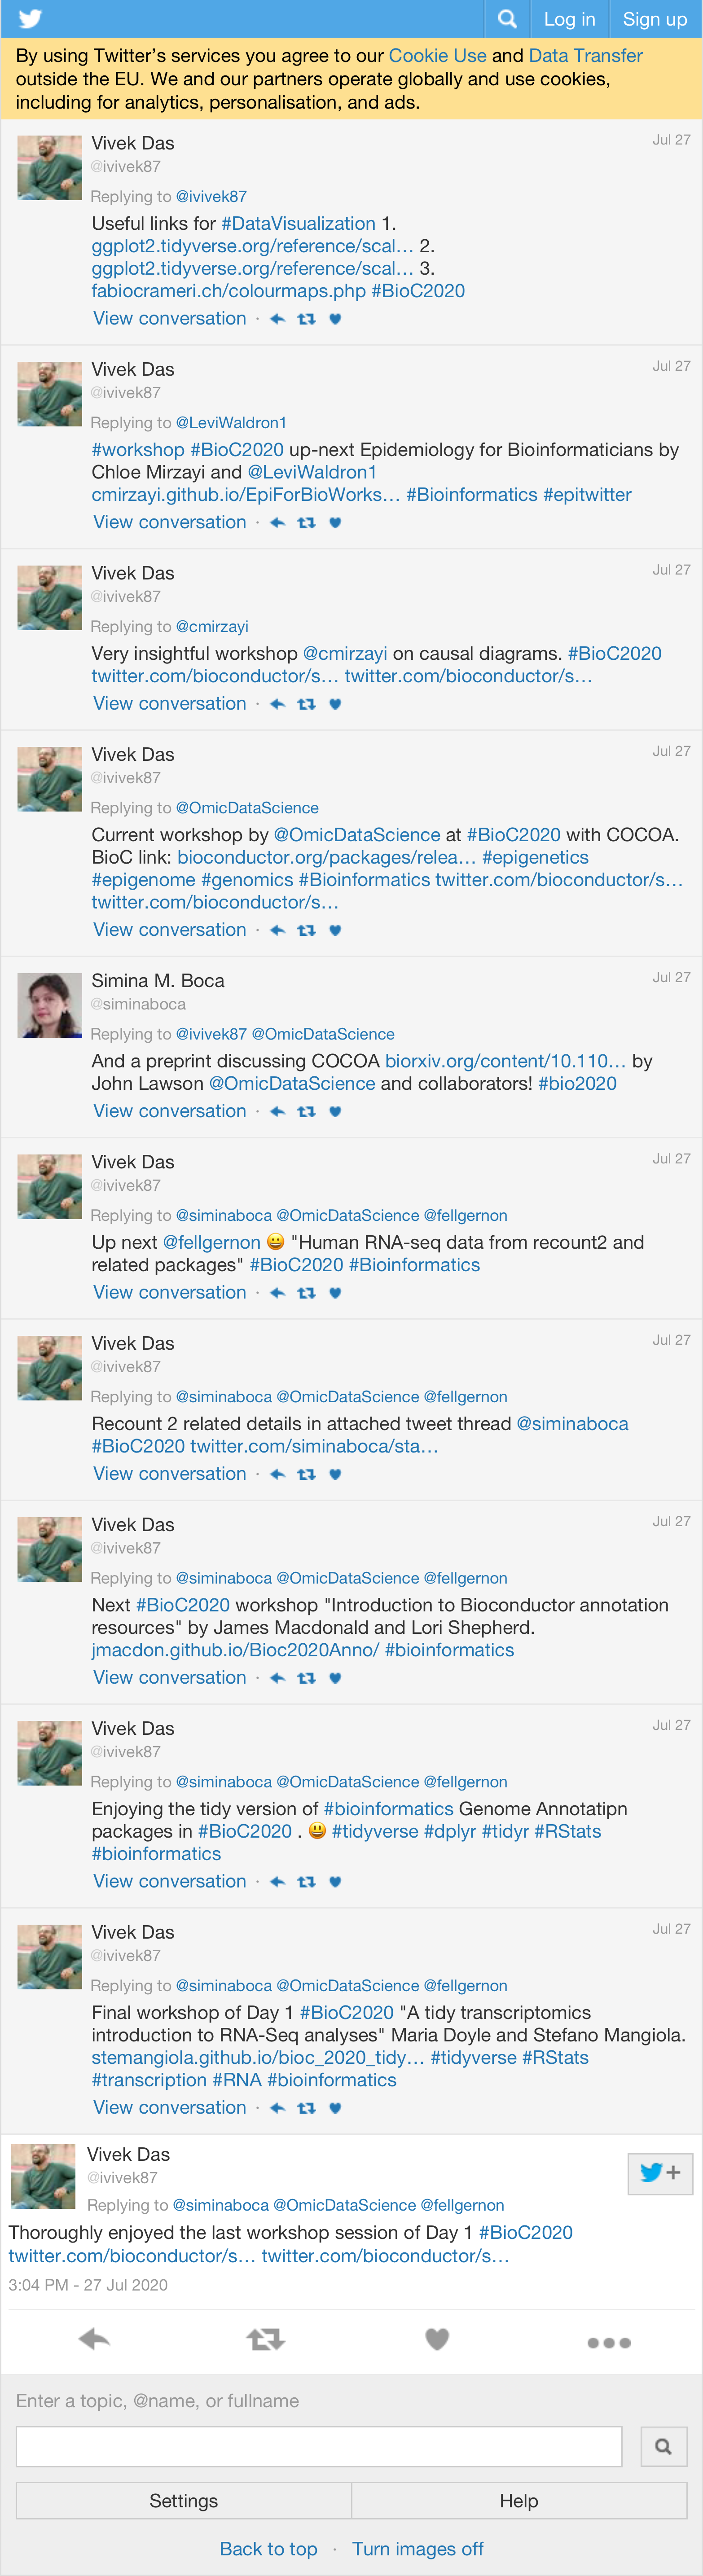 Log in
Sign up
By using Twitter’s services you agree to our Cookie Use and Data Transfer
outside the EU. We and our partners operate globally and use cookies,
including for analytics, personalisation, and ads.
Vivek Das
Jul 27
@ivivek87
Replying to @ivivek87
Useful links for #DataVisualization 1.
ggplot2.tidyverse.org/reference/scal… 2.
ggplot2.tidyverse.org/reference/scal… 3.
fabiocrameri.ch/colourmaps.php #BioC2020
View conversation ·
Vivek Das
Jul 27
@ivivek87
Replying to @LeviWaldron1
#workshop #BioC2020 up-next Epidemiology for Bioinformaticians by
Chloe Mirzayi and @LeviWaldron1
cmirzayi.github.io/EpiForBioWorks… #Bioinformatics #epitwitter
View conversation ·
Vivek Das
Jul 27
@ivivek87
Replying to @cmirzayi
Very insightful workshop @cmirzayi on causal diagrams. #BioC2020
twitter.com/bioconductor/s… twitter.com/bioconductor/s…
View conversation ·
Vivek Das
Jul 27
@ivivek87
Replying to @OmicDataScience
Current workshop by @OmicDataScience at #BioC2020 with COCOA.
BioC link: bioconductor.org/packages/relea… #epigenetics
#epigenome #genomics #Bioinformatics twitter.com/bioconductor/s…
twitter.com/bioconductor/s…
View conversation ·
Simina M. Boca
Jul 27
@siminaboca
Replying to @ivivek87 @OmicDataScience
And a preprint discussing COCOA biorxiv.org/content/10.110… by
John Lawson @OmicDataScience and collaborators! #bio2020
View conversation ·
Vivek Das
Jul 27
@ivivek87
Replying to @siminaboca @OmicDataScience @fellgernon
Up next @fellgernon 😀 "Human RNA-seq data from recount2 and
related packages" #BioC2020 #Bioinformatics
View conversation ·
Vivek Das
Jul 27
@ivivek87
Replying to @siminaboca @OmicDataScience @fellgernon
Recount 2 related details in attached tweet thread @siminaboca
#BioC2020 twitter.com/siminaboca/sta…
View conversation ·
Vivek Das
Jul 27
@ivivek87
Replying to @siminaboca @OmicDataScience @fellgernon
Next #BioC2020 workshop "Introduction to Bioconductor annotation
resources" by James Macdonald and Lori Shepherd.
jmacdon.github.io/Bioc2020Anno/ #bioinformatics
View conversation ·
Vivek Das
Jul 27
@ivivek87
Replying to @siminaboca @OmicDataScience @fellgernon
Enjoying the tidy version of #bioinformatics Genome Annotatipn
packages in #BioC2020 . 😃 #tidyverse #dplyr #tidyr #RStats
#bioinformatics
View conversation ·
Vivek Das
Jul 27
@ivivek87
Replying to @siminaboca @OmicDataScience @fellgernon
Final workshop of Day 1 #BioC2020 "A tidy transcriptomics
introduction to RNA-Seq analyses" Maria Doyle and Stefano Mangiola.
stemangiola.github.io/bioc_2020_tidy… #tidyverse #RStats
#transcription #RNA #bioinformatics
View conversation ·
Vivek Das
@ivivek87
Replying to @siminaboca @OmicDataScience @fellgernon
Thoroughly enjoyed the last workshop session of Day 1 #BioC2020
twitter.com/bioconductor/s… twitter.com/bioconductor/s…
3:04 PM - 27 Jul 2020
Enter a topic, @name, or fullname
Settings
Help
Back to top · Turn images off